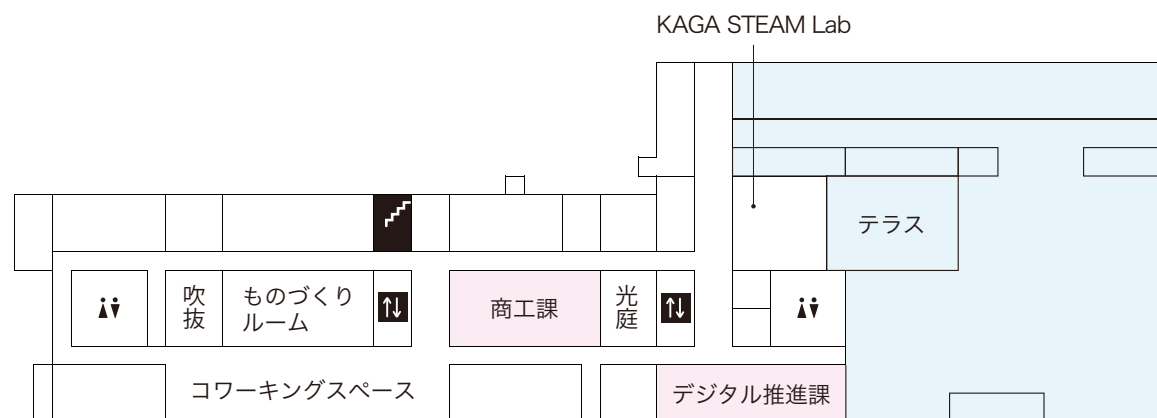 KAGA STEAM Lab
テラス
吹抜
ものづくり
ルーム
商工課
光庭
コワーキングスペース
デジタル推進課